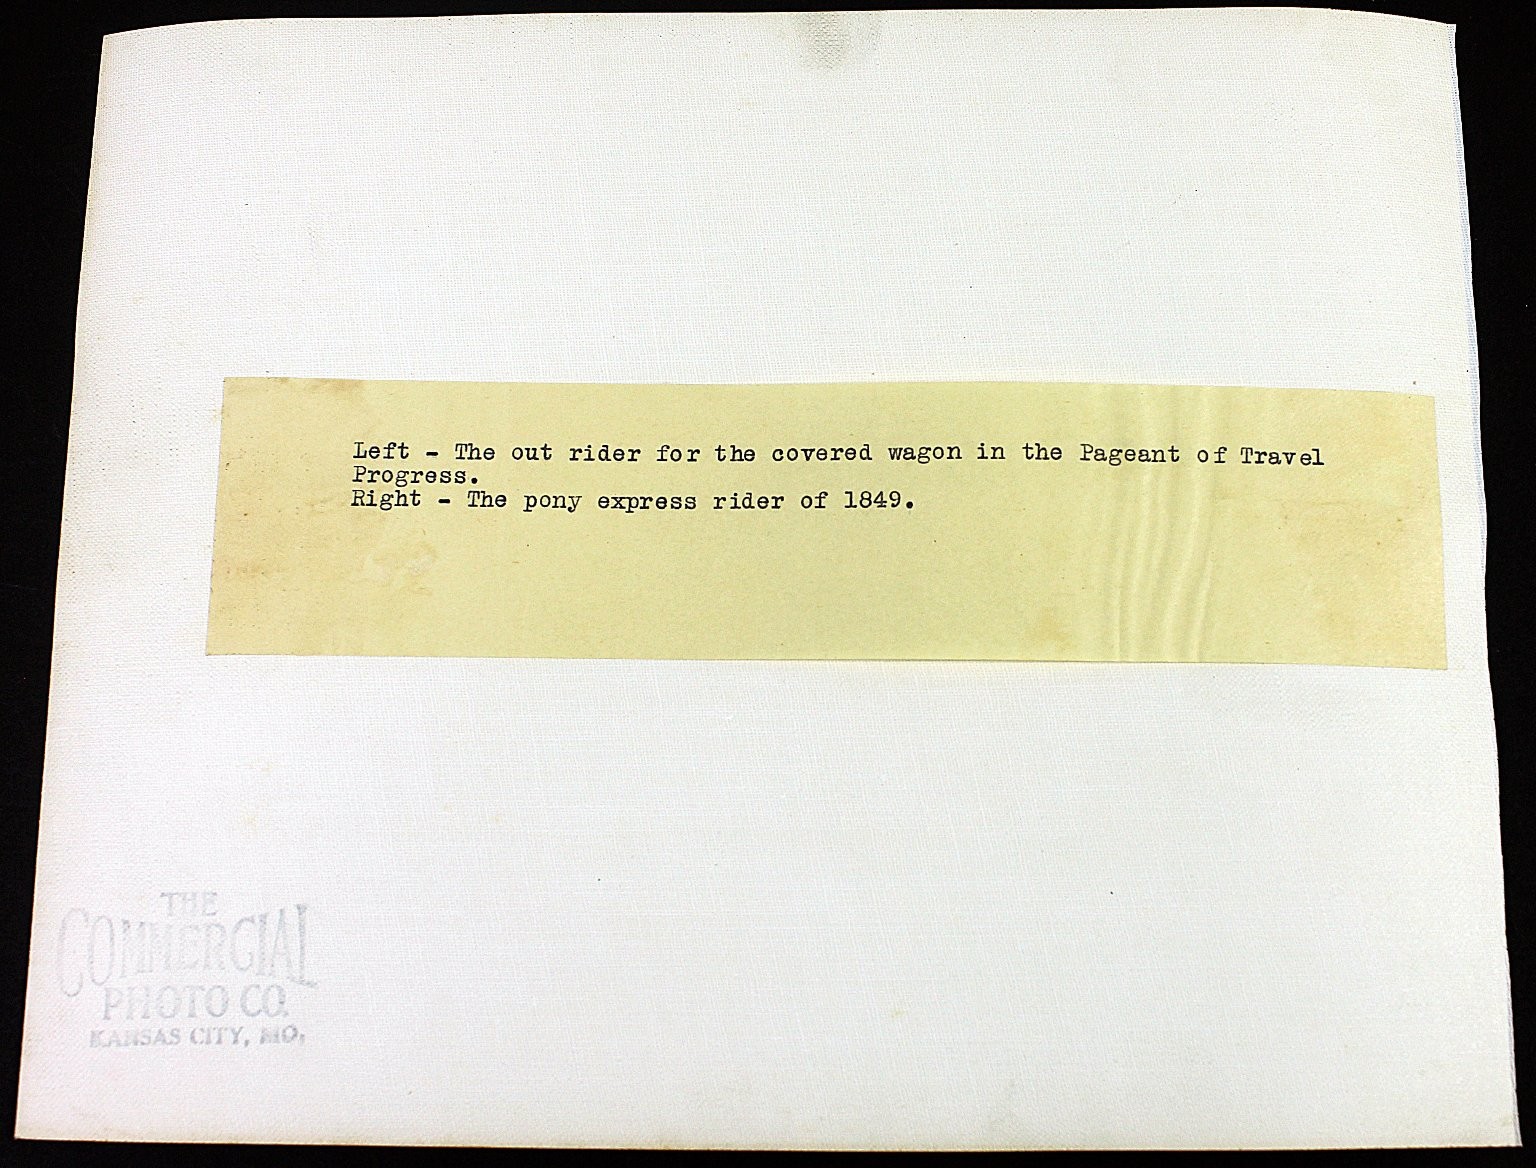 Left - The out rider for the covered wagon in the Pageant of Travel
Progress.
Right - The pony express rider of 1849.
THE
COMMERCIAL
PHOTO CO.
KANSAS CITY, MO.